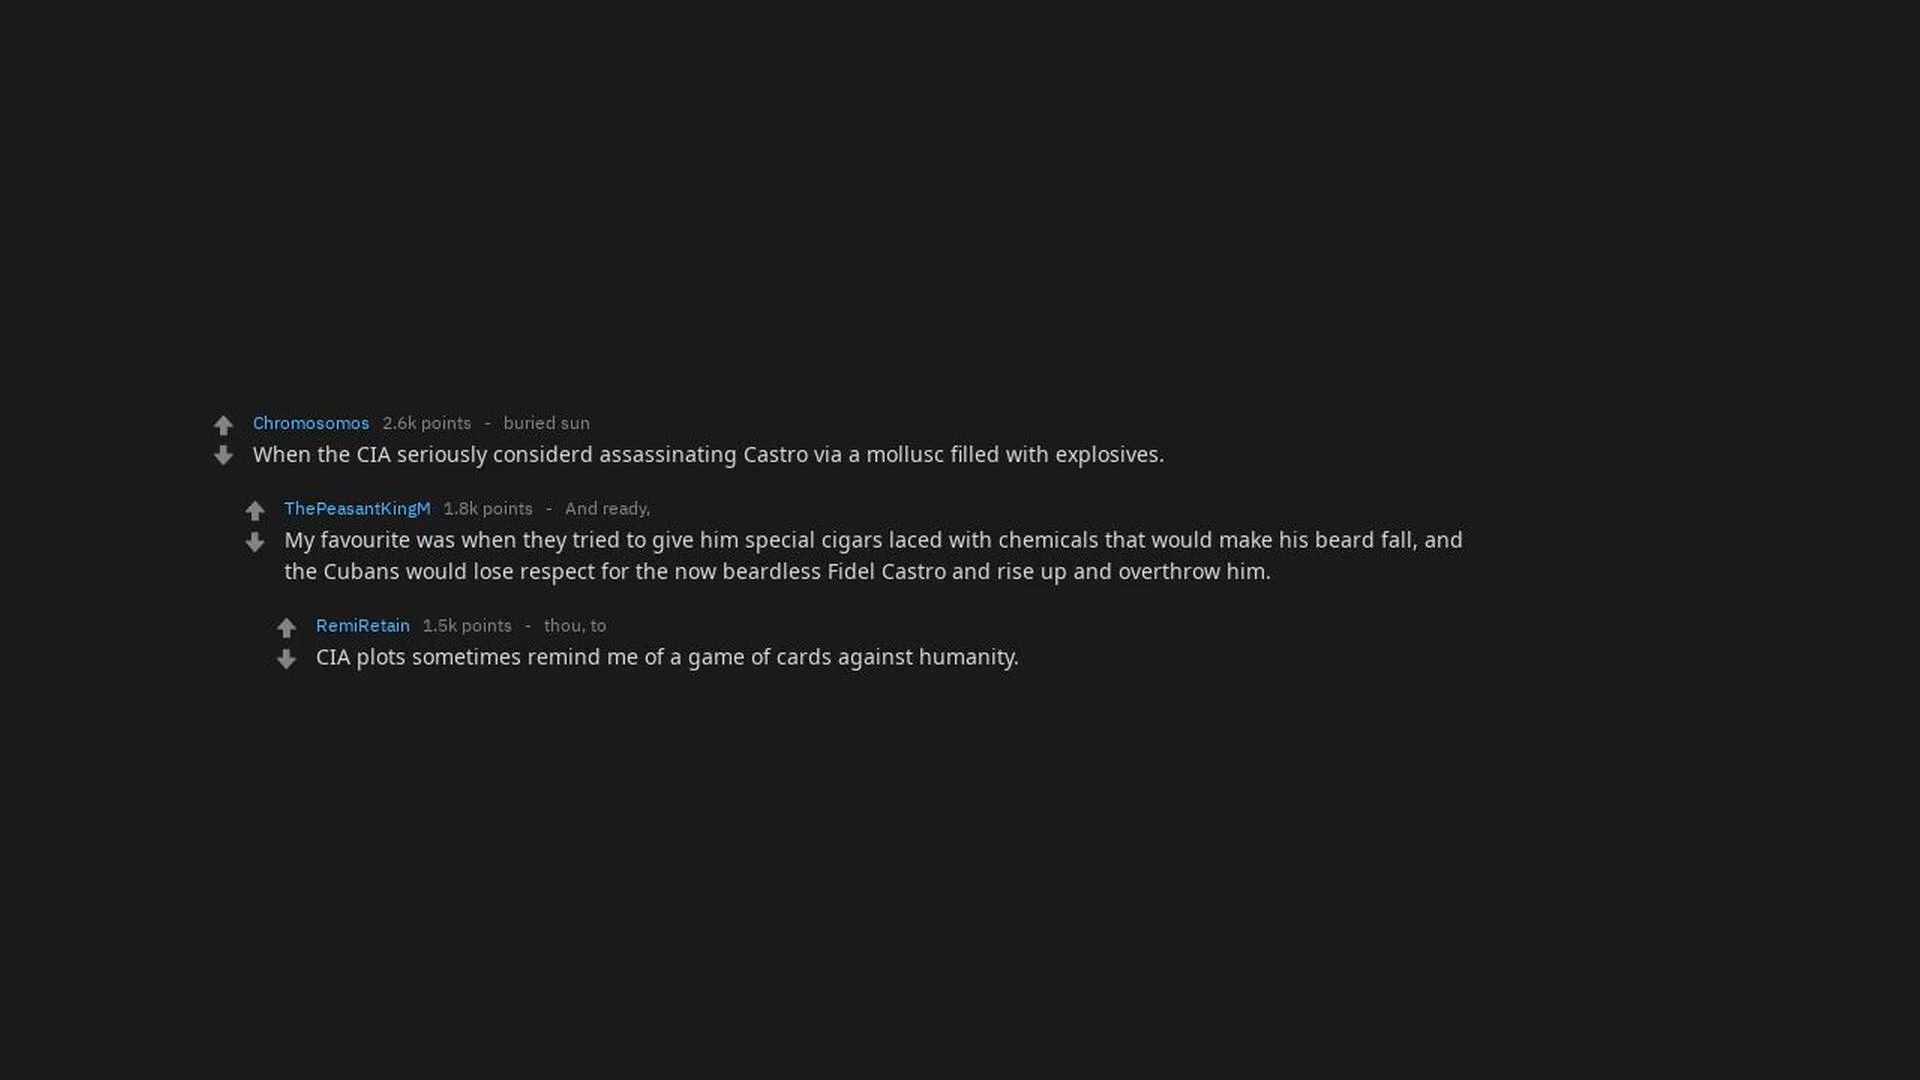 Chromosomos 2.6k points - buried sun
When the CIA seriously considerd assassinating Castro via a mollusc filled with explosives.
ThePeasantKingM 1.8k points - And ready,
My favourite was when they tried to give him special cigars laced with chemicals that would make his beard fall, and
the Cubans would lose respect for the now beardless Fidel Castro and rise up and overthrow him.
RemiRetain 1.5k points - thou, to
CIA plots sometimes remind me of a game of cards against humanity.